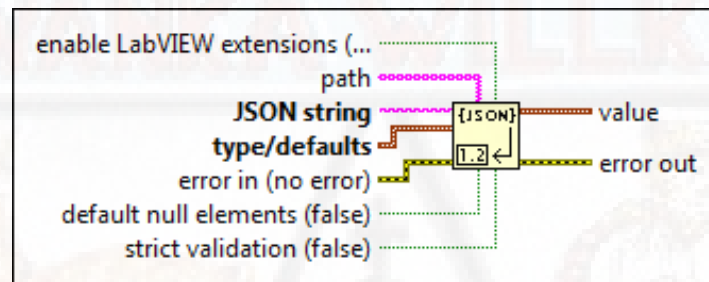 enable LabVIEW extensions (...
path
JSON string
type/defaults
error in (no error)
default null elements (false)
strict validation (false)
{JSON}
1.2
value
error out